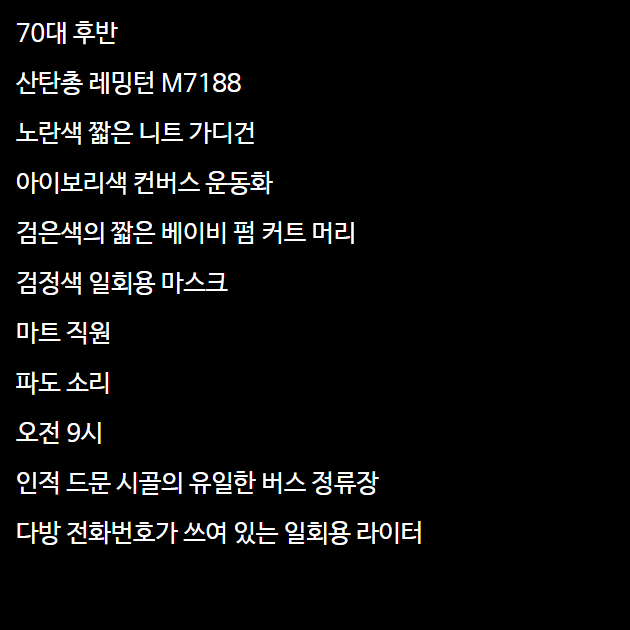 70대 후반
산탄총 레밍턴 M7188
노란색 짧은 니트 가디건
아이보리색 컨버스 운동화
검은색의 짧은 베이비 펌 커트 머리
검정색 일회용 마스크
마트 직원
파도 소리
오전 9시
인적 드문 시골의 유일한 버스 정류장
다방 전화번호가 쓰여 있는 일회용 라이터